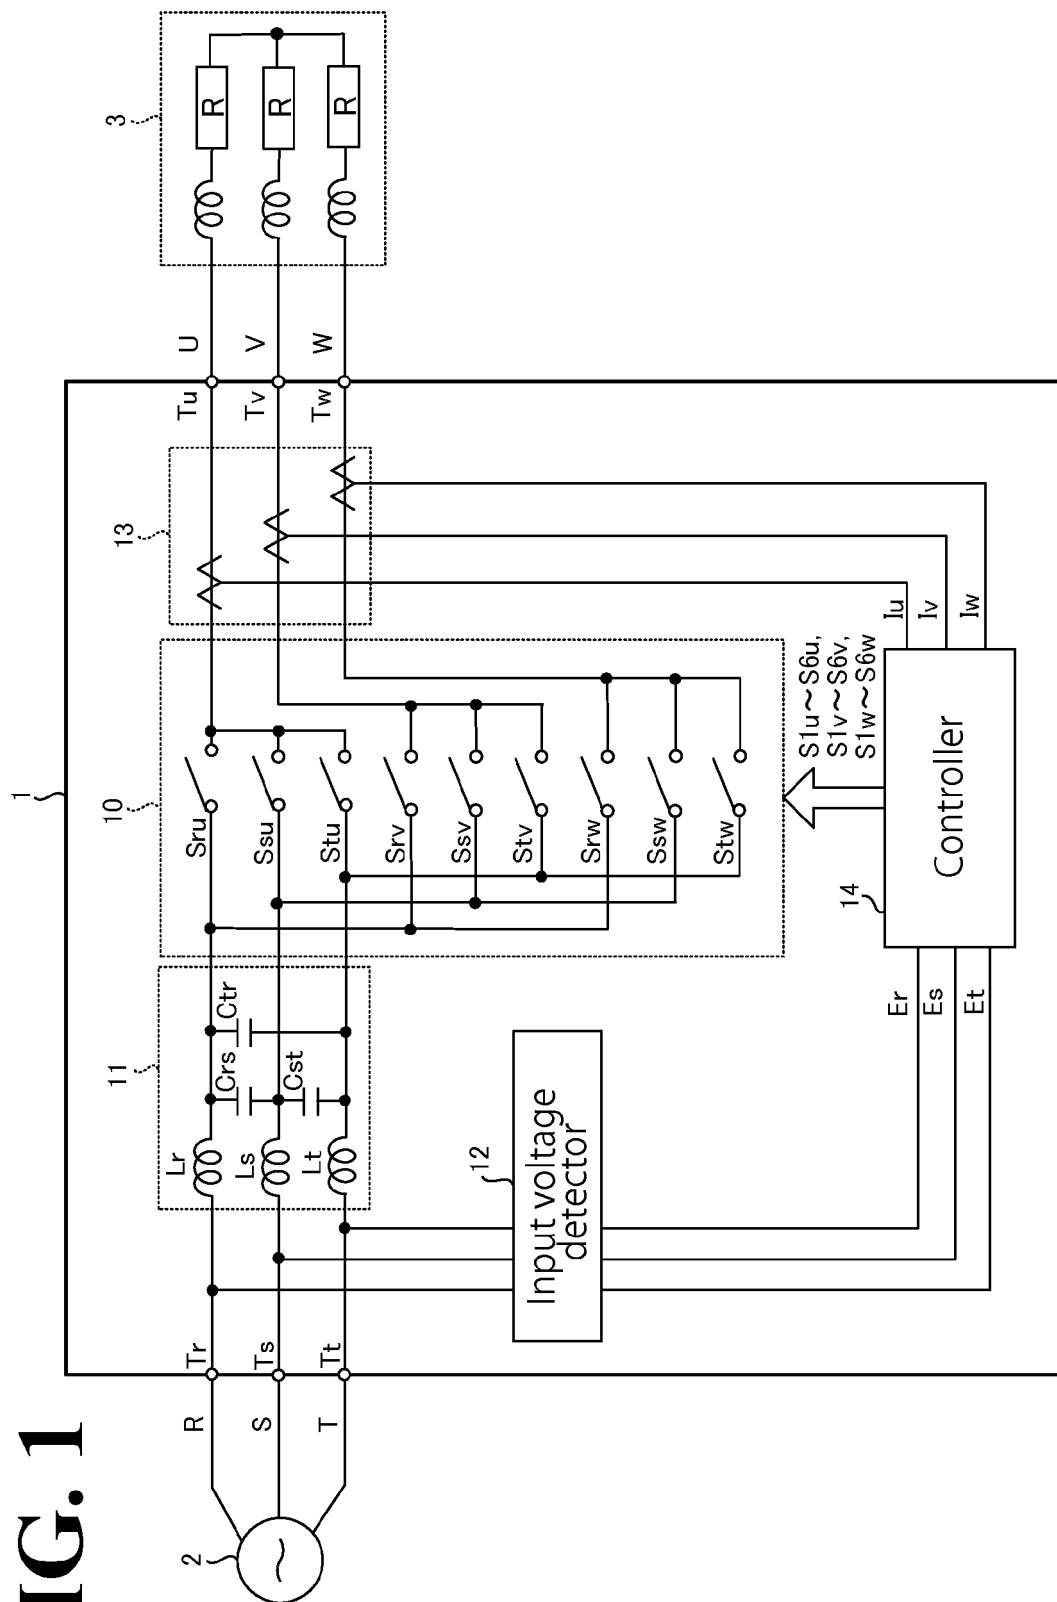 IG. 1
1
2
R
S
T
Tr
Ts
Tt
11
Lr
Ls
Lt
Crs
Cst
Ctr
10
Sru
Ssu
Stu
Srv
Ssv
Stv
Srw
Ssw
Stw
13
Tu
Tv
Tw
U
V
W
3
R
R
R
12
Input voltage
detector
Er
Es
Et
14
Controller
S1u～S6u,
S1v～S6v,
S1w～S6w
Iu
Iv
Iw